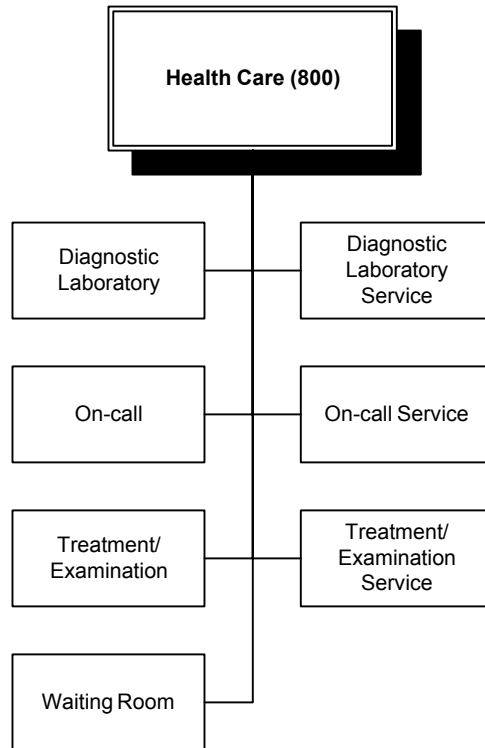 Health Care (800)
Diagnostic
Laboratory
Diagnostic
Laboratory
Service
On-call
On-call Service
Treatment/
Examination
Treatment/
Examination
Service
Waiting Room